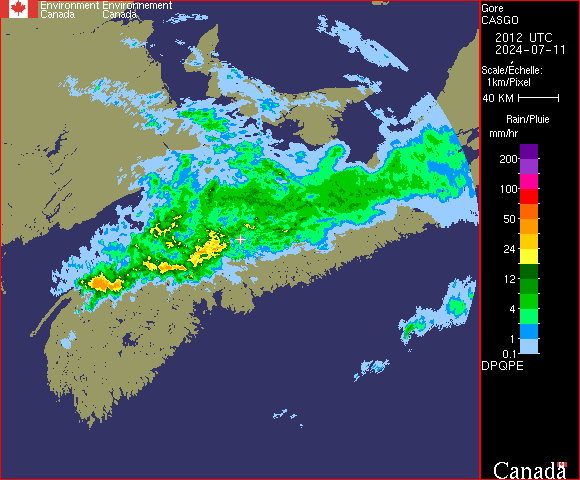 Environment Environnement
Canada Canada
Gore
CASGO
2012 UTC
2024-07-11
Scale/Échelle:
1km/Pixel
40 KM
Rain/Pluie
mm/hr
200
100
50
24
12
4
1
0.1
DPQPE
Canada